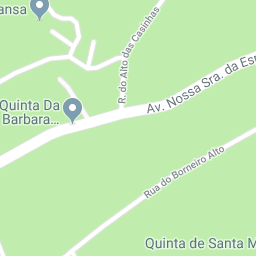 ansa
R. do Alto das Casinhas
Av. Nossa Sra. da Esp
Quinta Da
Barbara...
Rua do Borneiro Alto
Quinta de Santa M